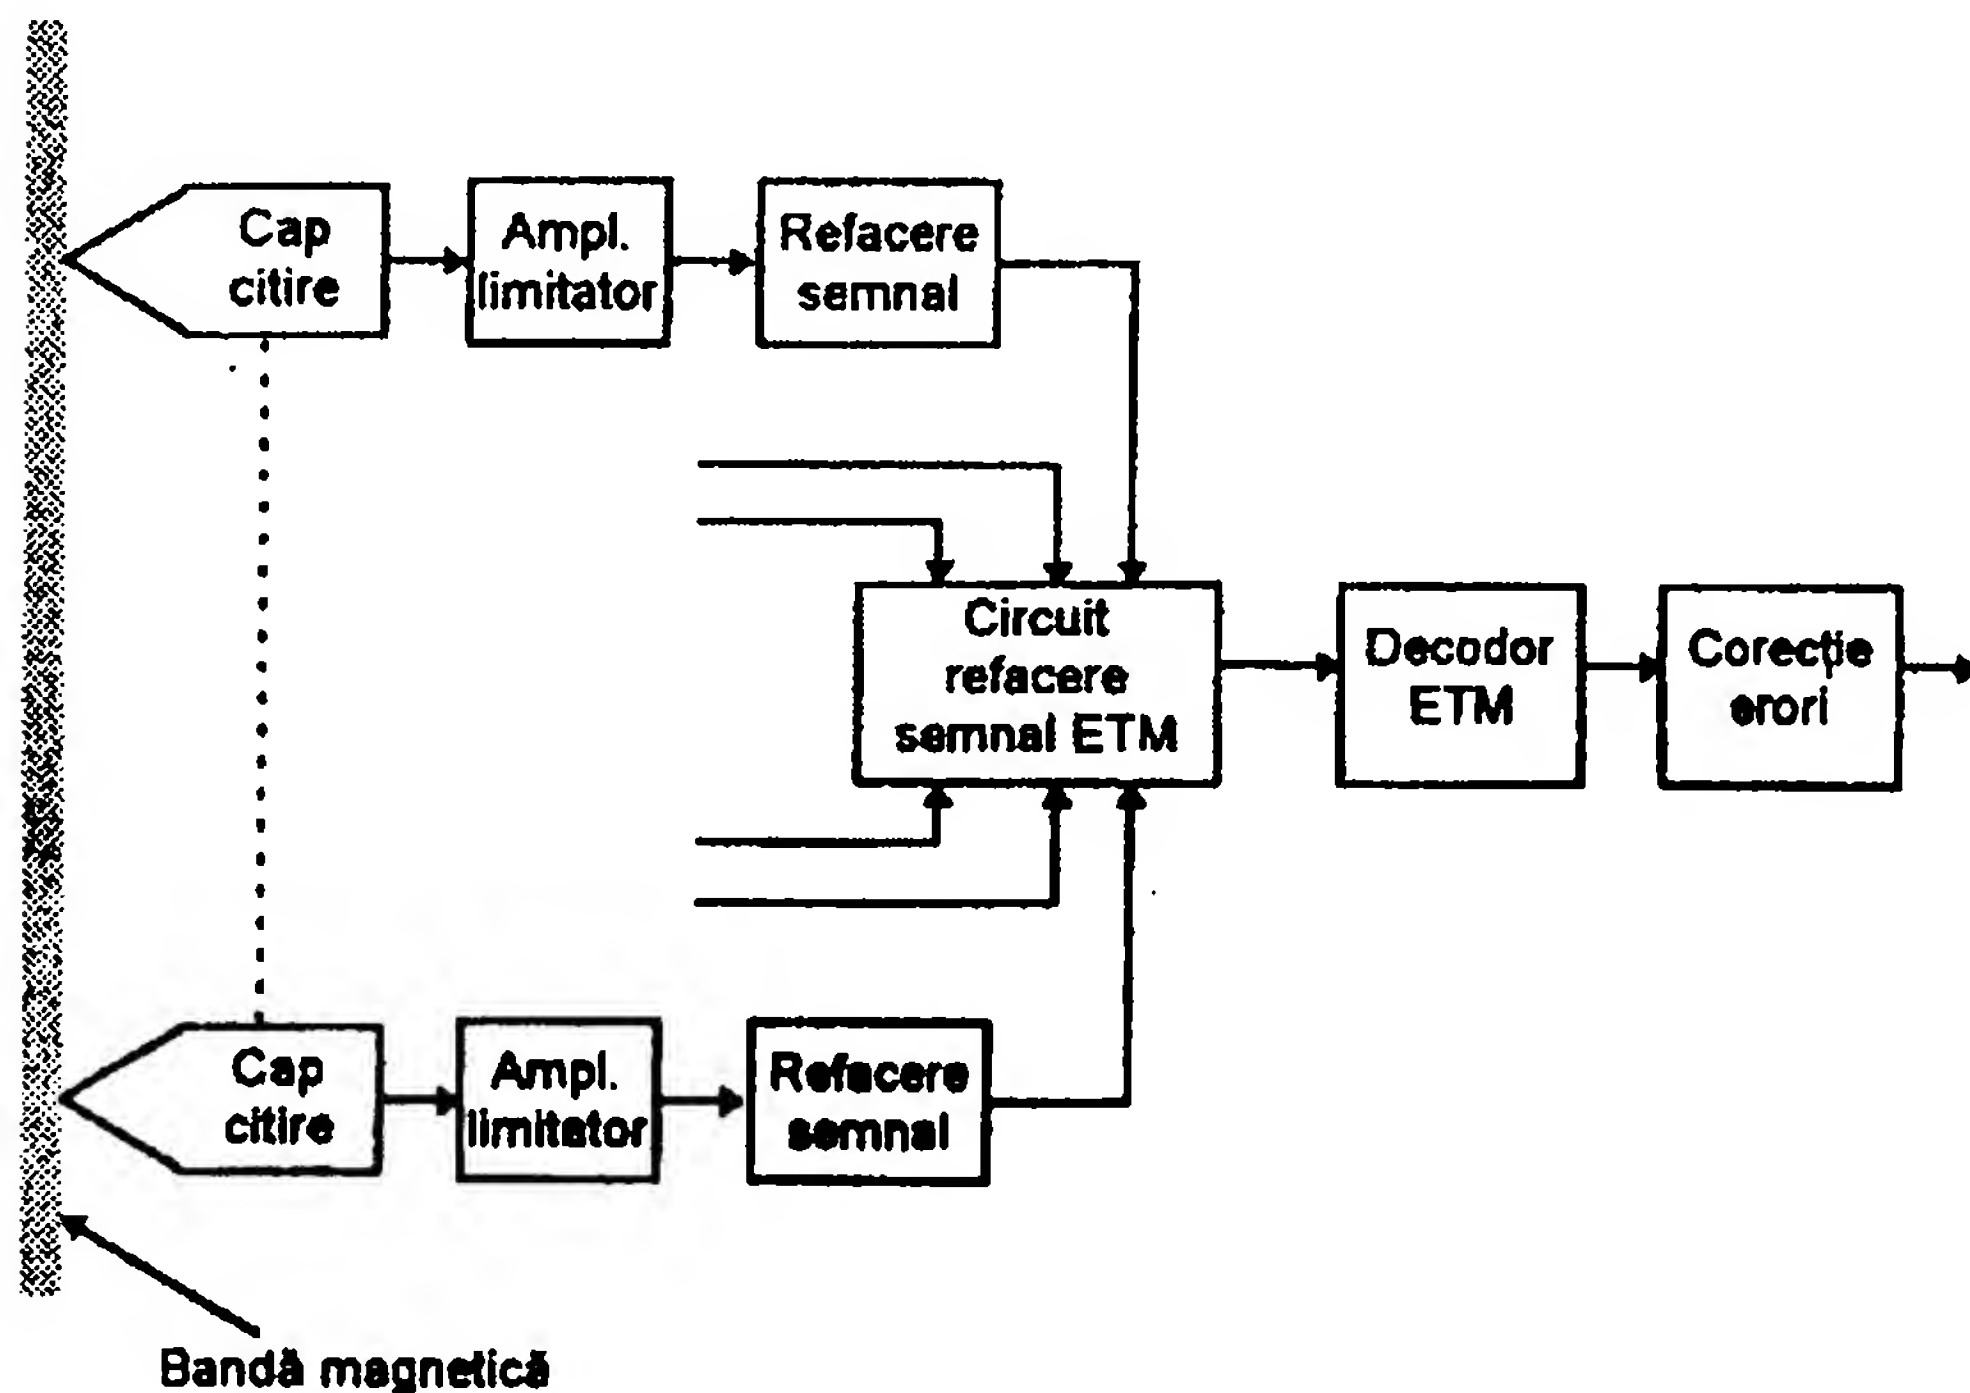 Cap
citire
Ampl.
limitator
Refacere
semnal
Circuit
refacere
semnal ETM
Decodor
ETM
Corecție
erori
Cap
citire
Ampl.
limitator
Refacere
semnal
Bandă magnetică